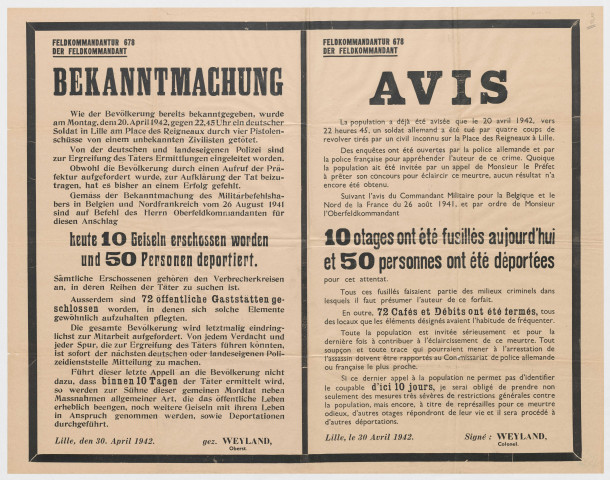 FELDKOMMANDANTUR 678
DER FELDKOMMANDANT
BEKANNTMACHUNG
Wie der Bevölkerung bereits bekanntgegeben, wurde
am Montag, dem 20. April 1942, gegen 22,45 Uhr ein deutscher
Soldat in Lille am Place des Reigneaux durch vier Pistolen-
schüsse von einem unbekannten Zivilisten getötet.
Von der deutschen und landeseigenen Polizei sind
zur Ergreifung des Täters Ermittlungen eingeleitet worden.
Obwohl die Bevölkerung durch einen Aufruf der Prä-
fektur aufgefordert wurde, zur Aufklärung der Tat beizu-
tragen, hat es bisher an einem Erfolg gefehlt.
Gemäss der Bekanntmachung des Militärbefehlsha-
bers in Belgien und Nordfrankreich vom 26 August 1941
sind auf Befehl des Herrn Oberfeldkommandanten für
diesen Anschlag
heute 10 Geiseln erschossen worden
und 50 Personen deportiert.
Sämtliche Erschossenen gehören den Verbrecherkreisen
an, in deren Reihen der Täter zu suchen ist.
Ausserdem sind 72 öffentliche Gaststätten ge-
schlossen worden, in denen sich solche Elemente
gewöhnlich aufzuhalten pflegten.
Die gesamte Bevölkerung wird letztmalig eindring-
lichst zur Mitarbeit aufgefordert. Von jedem Verdacht und
jeder Spur, die zur Ergreifung des Täters führen könnten,
ist sofort der nächsten deutschen oder landeseigenen Poli-
zeidienststelle Mitteilung zu machen.
Führt dieser letzte Appell an die Bevölkerung nicht
dazu, dass binnen 10 Tagen der Täter ermittelt wird,
so werden zur Sühne dieser gemeinen Mordtat neben
Massnahmen allgemeiner Art, die das öffentliche Leben
erheblich beengen, noch weitere Geiseln mit ihrem Leben
in Anspruch genommen werden, sowie Deportationen
durchgeführt.
Lille, den 30. April 1942. gez. WEYLAND,
Oberst.
FELDKOMMANDANTUR 678
DER FELDKOMMANDANT
AVIS
La population a déjà été avisée que le 20 avril 1942, vers
22 heures 45, un soldat allemand a été tué par quatre coups de
revolver tirés par un civil inconnu sur la Place des Reigneaux à Lille.
Des enquêtes ont été ouvertes par la police allemande et par
la police française pour appréhender l'auteur de ce crime. Quoique
la population ait été invitée par un appel de Monsieur le Préfet
à prêter son concours pour éclaircir ce meurtre, aucun résultat n'a
encore été obtenu.
Suivant l'avis du Commandant Militaire pour la Belgique et le
Nord de la France du 26 août 1941, et par ordre de Monsieur
l'Oberfeldkommandant
10 otages ont été fusillés aujourd'hui
et 50 personnes ont été déportées
pour cet attentat.
Tous ces fusillés faisaient partie des milieux criminels dans
lesquels il faut présumer l'auteur de ce forfait.
En outre, 72 Cafés et Débits ont été fermés, tous
des locaux que les éléments désignés avaient l'habitude de fréquenter.
Toute la population est invitée sérieusement et pour la
dernière fois à contribuer à l'éclaircissement de ce meurtre. Tout
soupçon et toute trace qui pourraient mener à l'arrestation de
l'assassin doivent être rapportés au Commissariat de police allemande
ou française le plus proche.
Si ce dernier appel à la population ne permet pas d'identifier
le coupable d'ici 10 jours, je serai obligé de prendre non
seulement des mesures très sévères de restrictions générales contre
la population, mais encore, à titre de représailles pour ce meurtre
odieux, d'autres otages répondront de leur vie et il sera procédé à
d'autres déportations.
Lille, le 30 Avril 1942. Signé : WEYLAND,
Colonel.